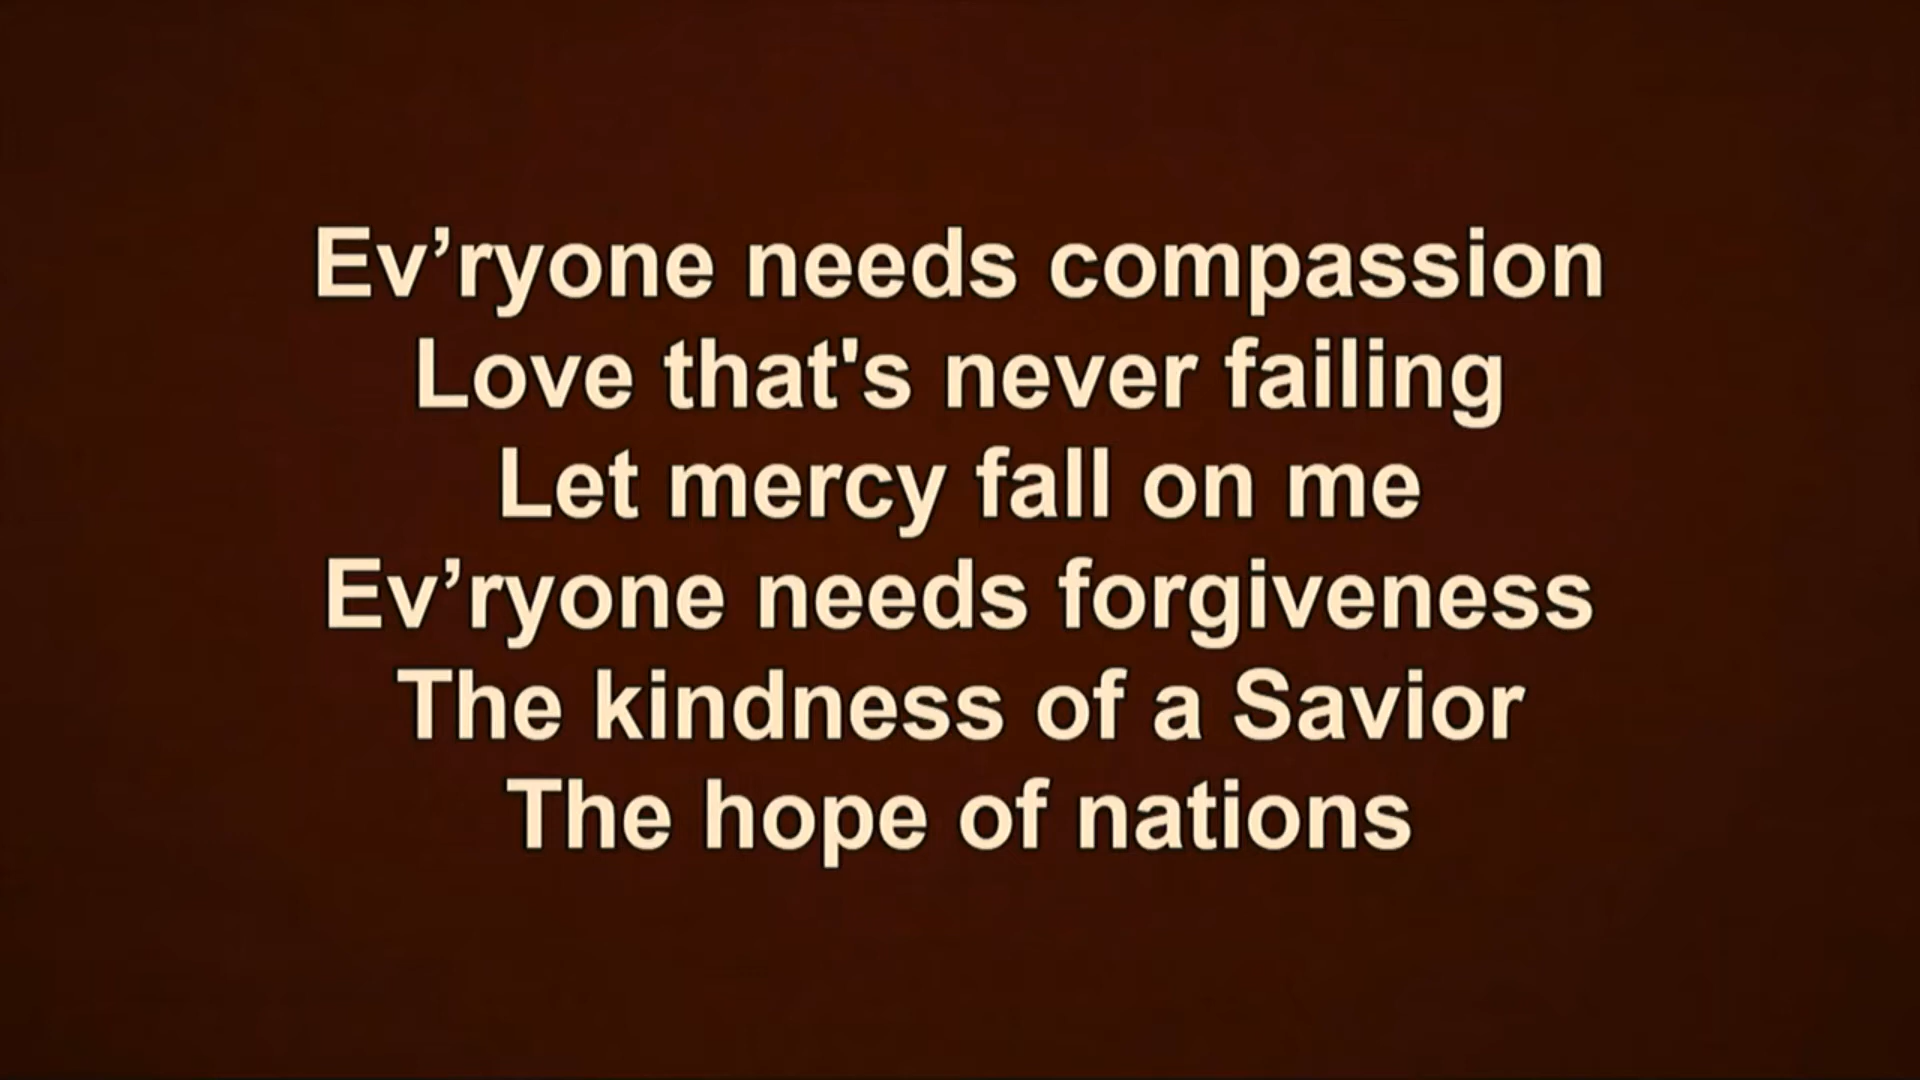 Ev’ryone needs compassion
Love that's never failing
Let mercy fall on me
Ev’ryone needs forgiveness
The kindness of a Savior
The hope of nations